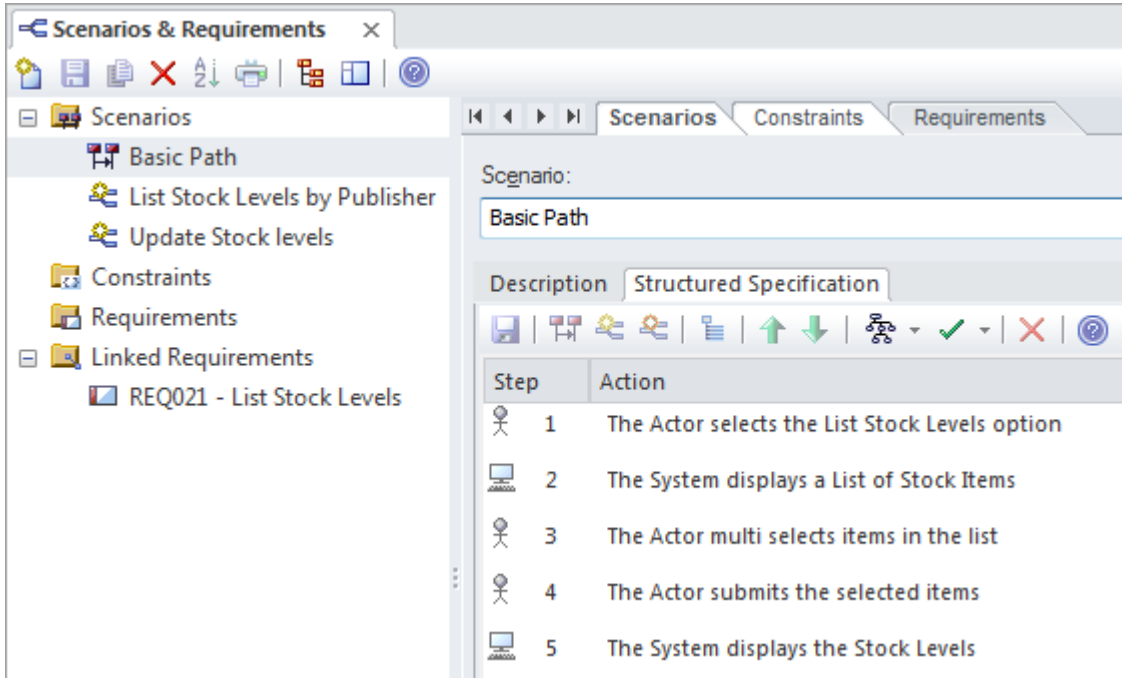 Scenarios & Requirements
Scenarios
Basic Path
List Stock Levels by Publisher
Update Stock levels
Constraints
Requirements
Linked Requirements
REQ021 - List Stock Levels
Scenarios Constraints Requirements
Scenario:
Basic Path
Description Structured Specification
Step Action
1 The Actor selects the List Stock Levels option
2 The System displays a List of Stock Items
3 The Actor multi selects items in the list
4 The Actor submits the selected items
5 The System displays the Stock Levels